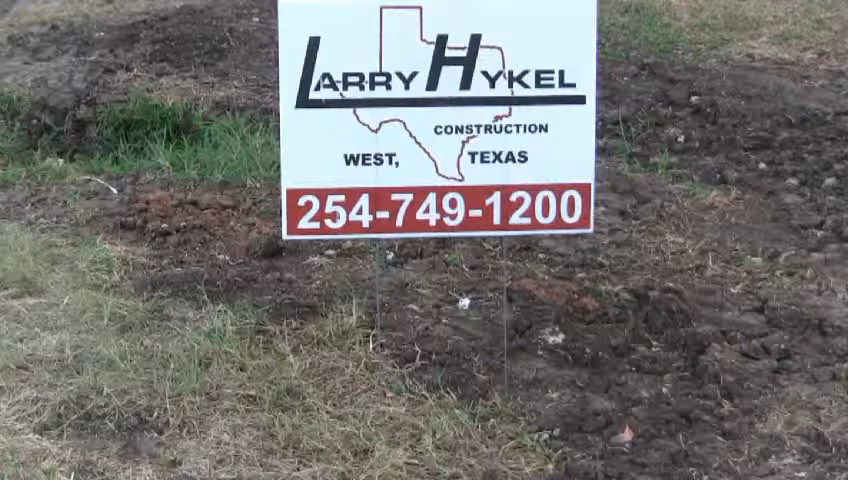 LARRY HYKEL
CONSTRUCTION
WEST, TEXAS
254-749-1200